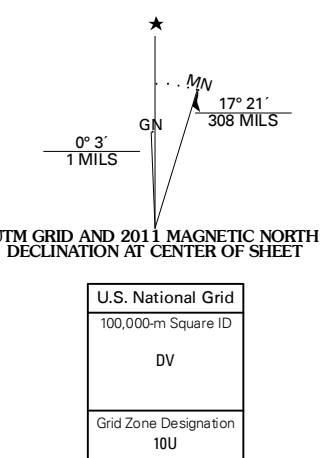 ★
MN
GN
17° 21´
308 MILS
0° 3´
1 MILS
UTM GRID AND 2011 MAGNETIC NORTH
DECLINATION AT CENTER OF SHEET
U.S. National Grid
100,000-m Square ID
DV
Grid Zone Designation
10U